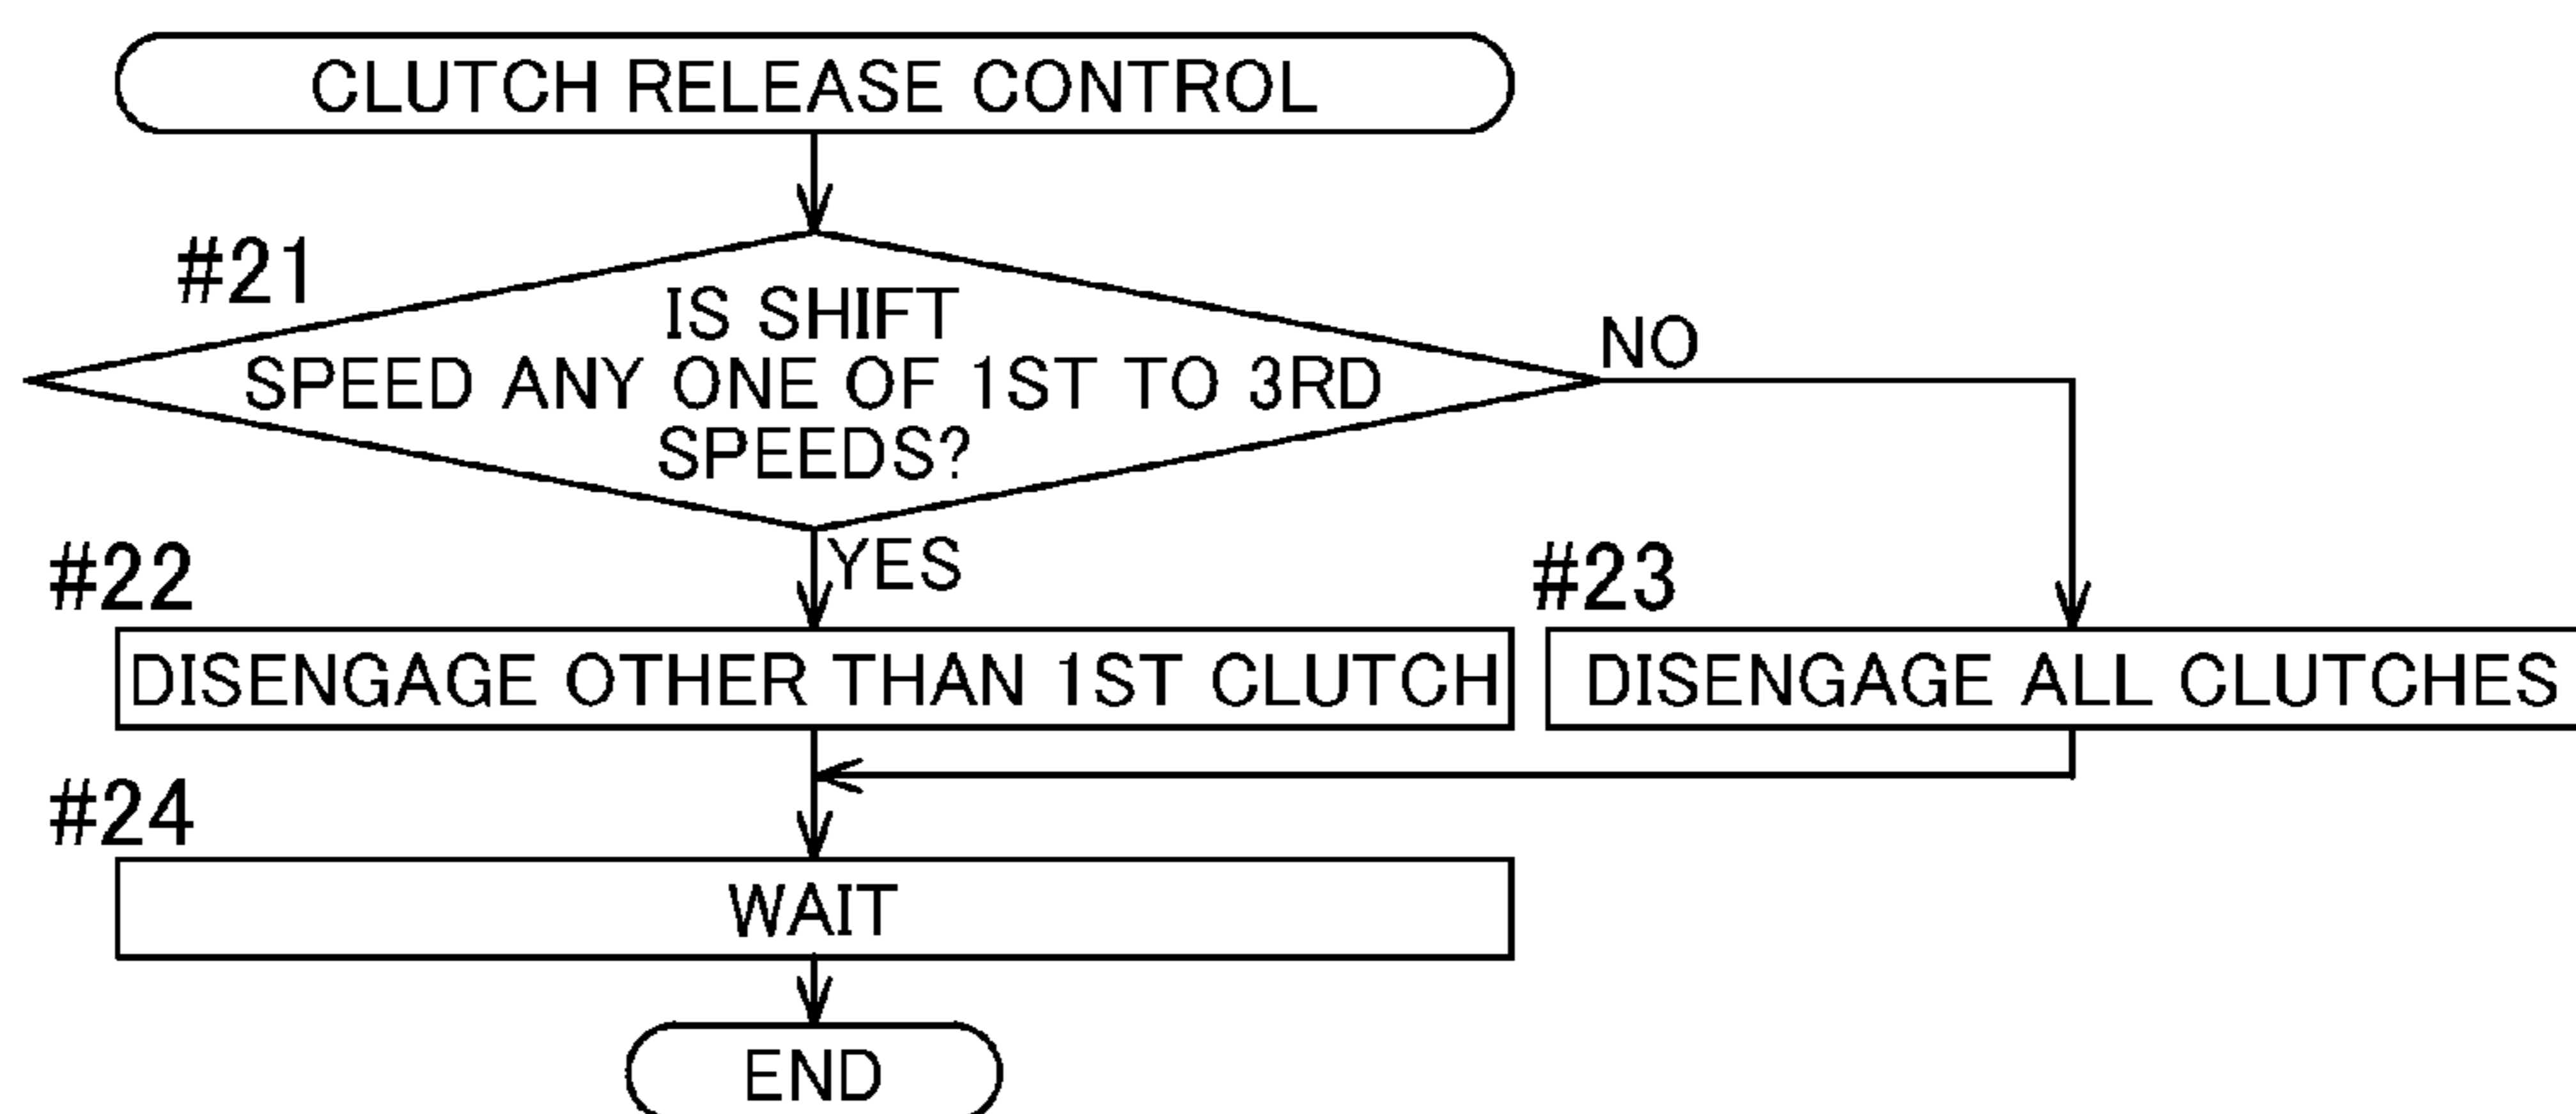 CLUTCH RELEASE CONTROL
#21
IS SHIFT
SPEED ANY ONE OF 1ST TO 3RD
SPEEDS?
NO
YES
#22
DISENGAGE OTHER THAN 1ST CLUTCH
#23
DISENGAGE ALL CLUTCHES
#24
WAIT
END